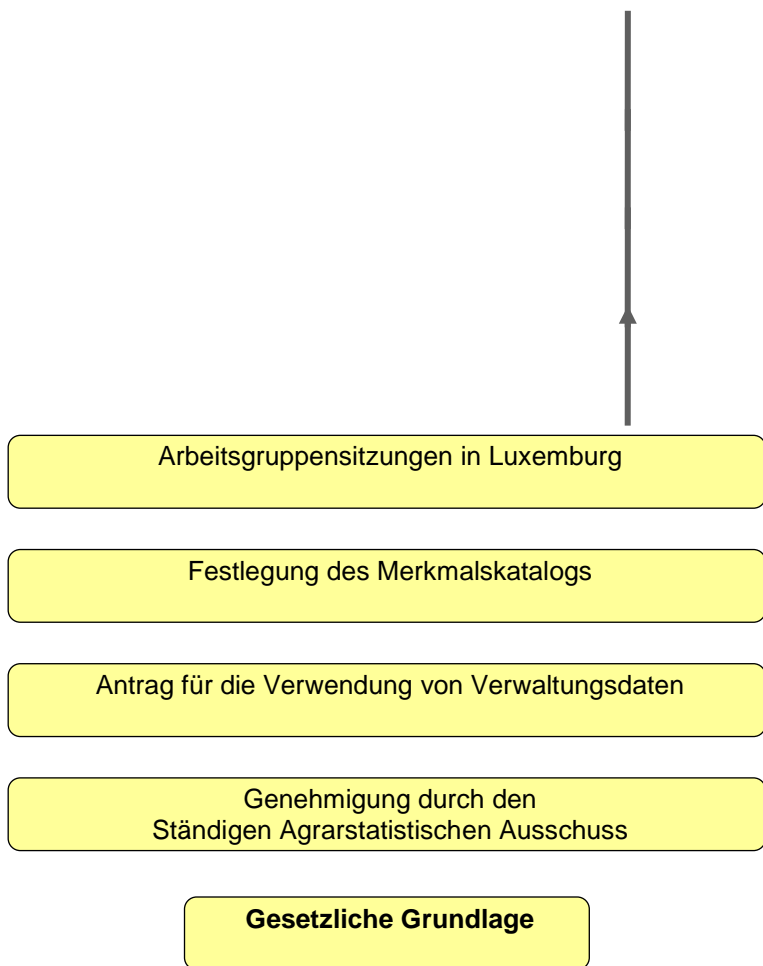 Arbeitsgruppensitzungen in Luxemburg
Festlegung des Merkmalskatalogs
Antrag für die Verwendung von Verwaltungsdaten
Genehmigung durch den
Ständigen Agrarstatistischen Ausschuss
Gesetzliche Grundlage